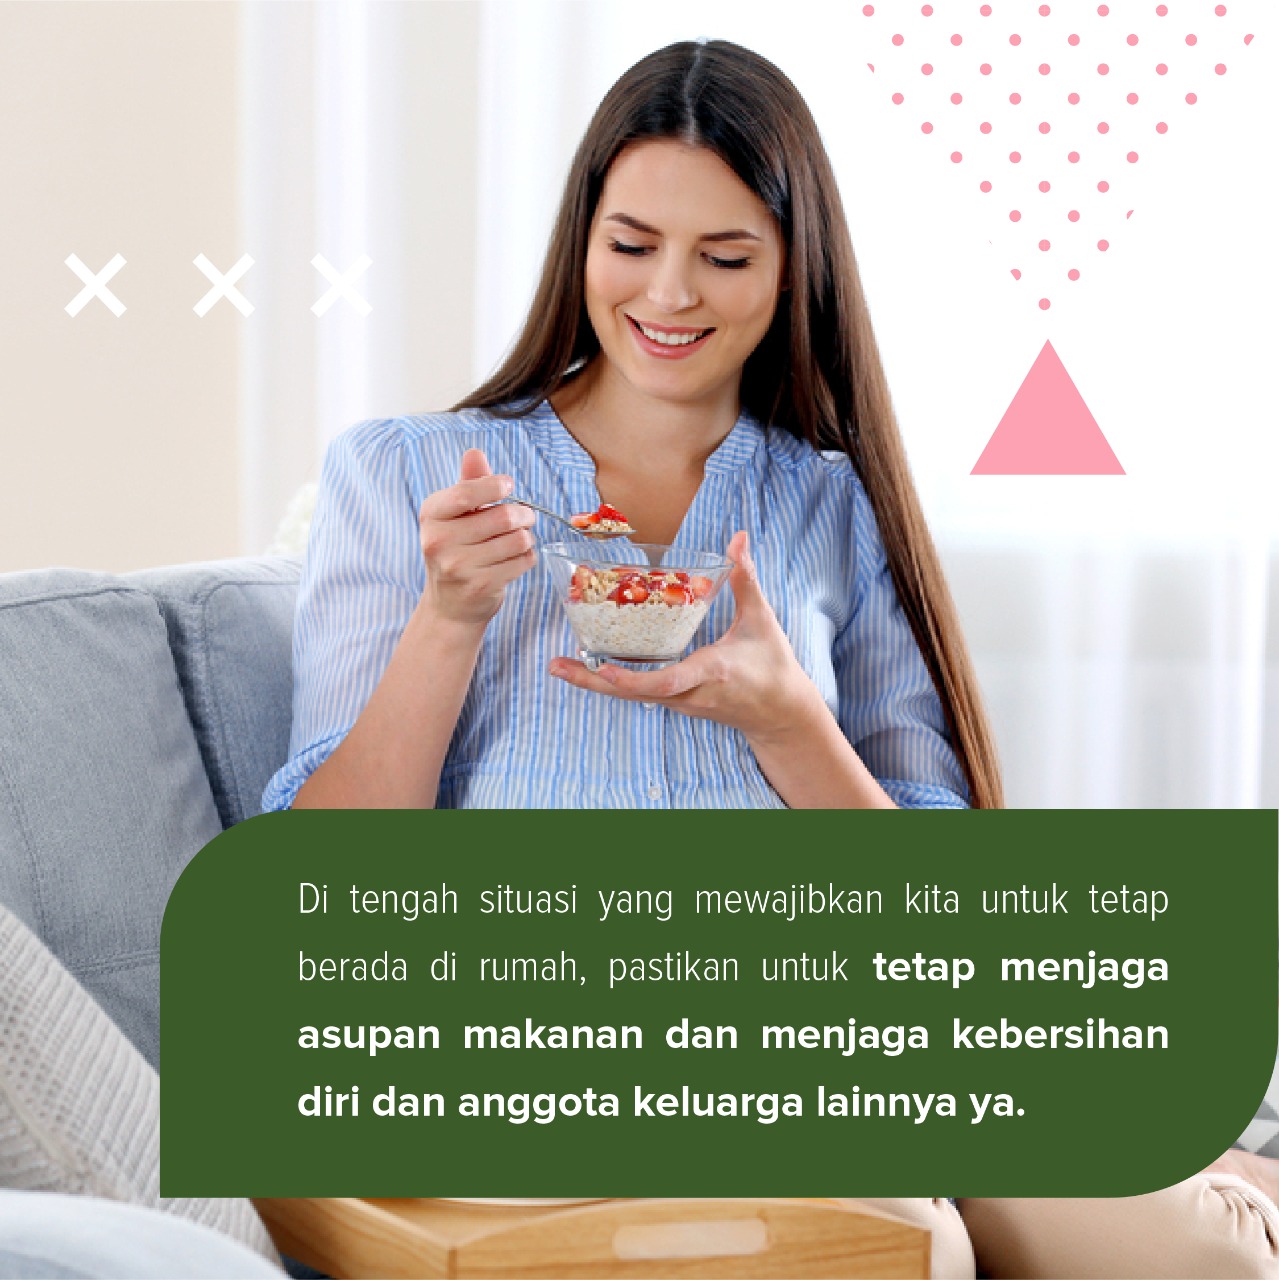 Di tengah situasi yang mewajibkan kita untuk tetap
berada di rumah, pastikan untuk tetap menjaga
asupan makanan dan menjaga kebersihan
diri dan anggota keluarga lainnya ya.